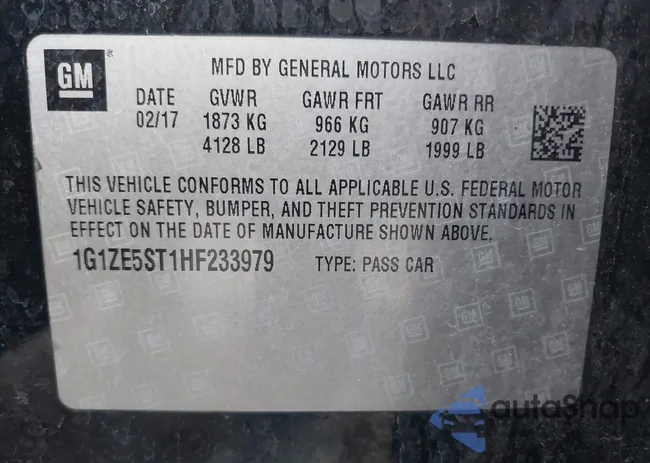 GM
MFD BY GENERAL MOTORS LLC
DATE GVWR GAWR FRT GAWR RR
02/17 1873 KG 966 KG 907 KG
4128 LB 2129 LB 1999 LB
THIS VEHICLE CONFORMS TO ALL APPLICABLE U.S. FEDERAL MOTOR
VEHICLE SAFETY, BUMPER, AND THEFT PREVENTION STANDARDS IN
EFFECT ON THE DATE OF MANUFACTURE SHOWN ABOVE.
1G1ZE5ST1HF233979 TYPE: PASS CAR
autoSnap